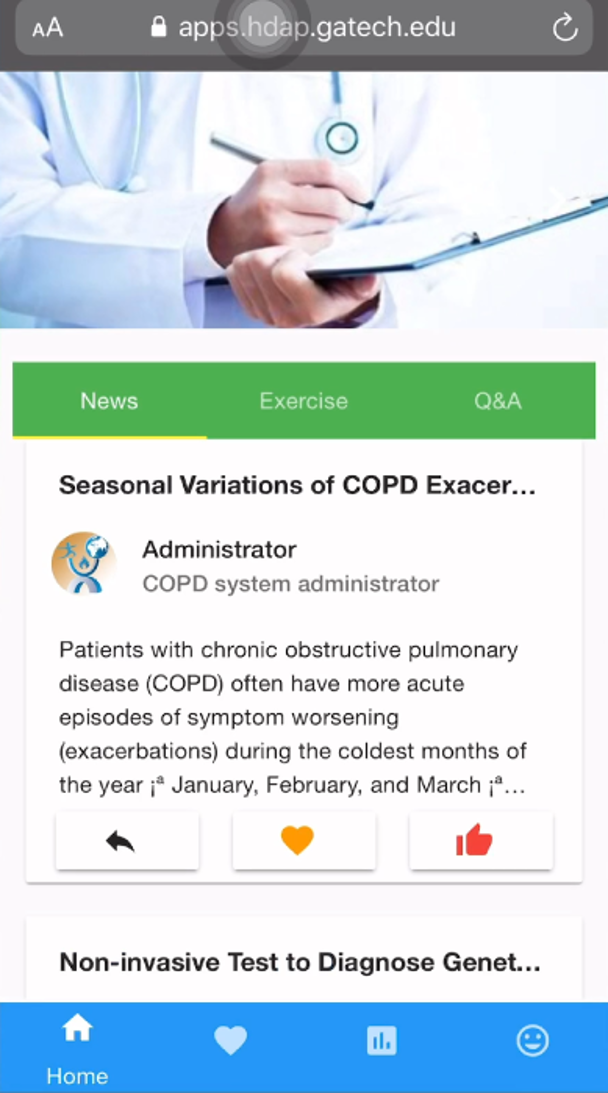 AA apps.hdap.gatech.edu
News Exercise Q&A
Seasonal Variations of COPD Exacer...
Administrator
COPD system administrator
Patients with chronic obstructive pulmonary
disease (COPD) often have more acute
episodes of symptom worsening
(exacerbations) during the coldest months of
the year ¡ª January, February, and March ¡ª...
Non-invasive Test to Diagnose Genet...
Home